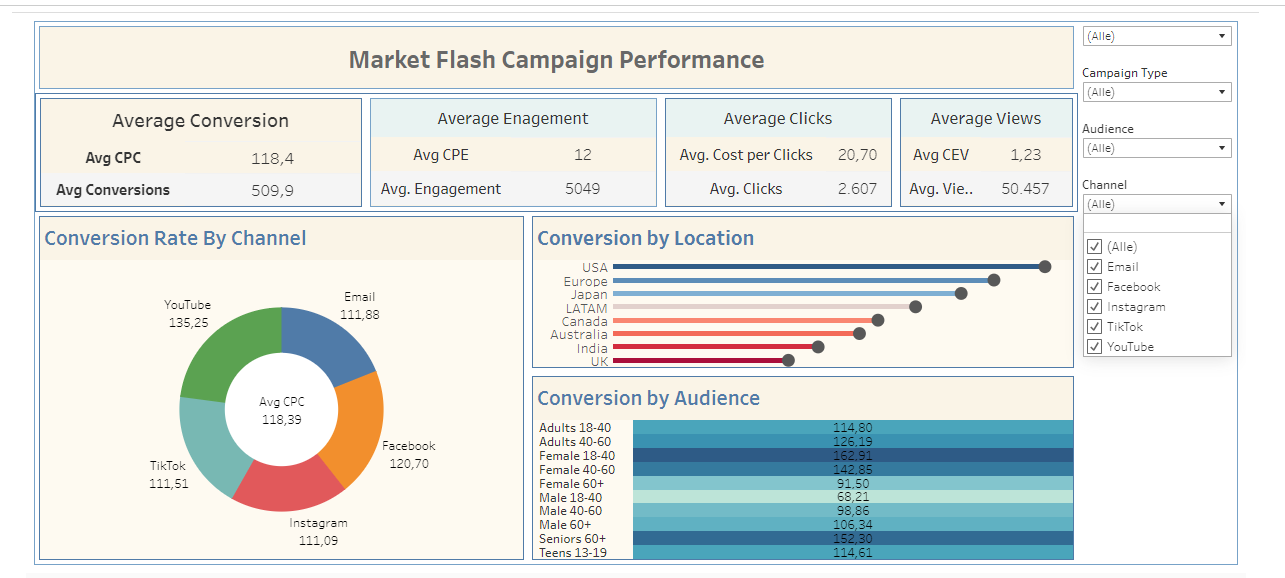 Market Flash Campaign Performance
(Alle)
Campaign Type
(Alle)
Audience
(Alle)
Channel
(Alle)
(Alle)
Email
Facebook
Instagram
TikTok
YouTube
Average Conversion
Avg CPC 118,4
Avg Conversions 509,9
Average Enagement
Avg CPE 12
Avg. Engagement 5049
Average Clicks
Avg. Cost per Clicks 20,70
Avg. Clicks 2.607
Average Views
Avg CEV 1,23
Avg. Vie.. 50.457
Conversion Rate By Channel
Email
111,88
YouTube
135,25
Avg CPC
118,39
Facebook
120,70
TikTok
111,51
Instagram
111,09
Conversion by Location
USA
Europe
Japan
LATAM
Canada
Australia
India
UK
Conversion by Audience
Adults 18-40 114,80
Adults 40-60 126,19
Female 18-40 162,91
Female 40-60 142,85
Female 60+ 91,50
Male 18-40 68,21
Male 40-60 98,86
Male 60+ 106,34
Seniors 60+ 152,30
Teens 13-19 114,61